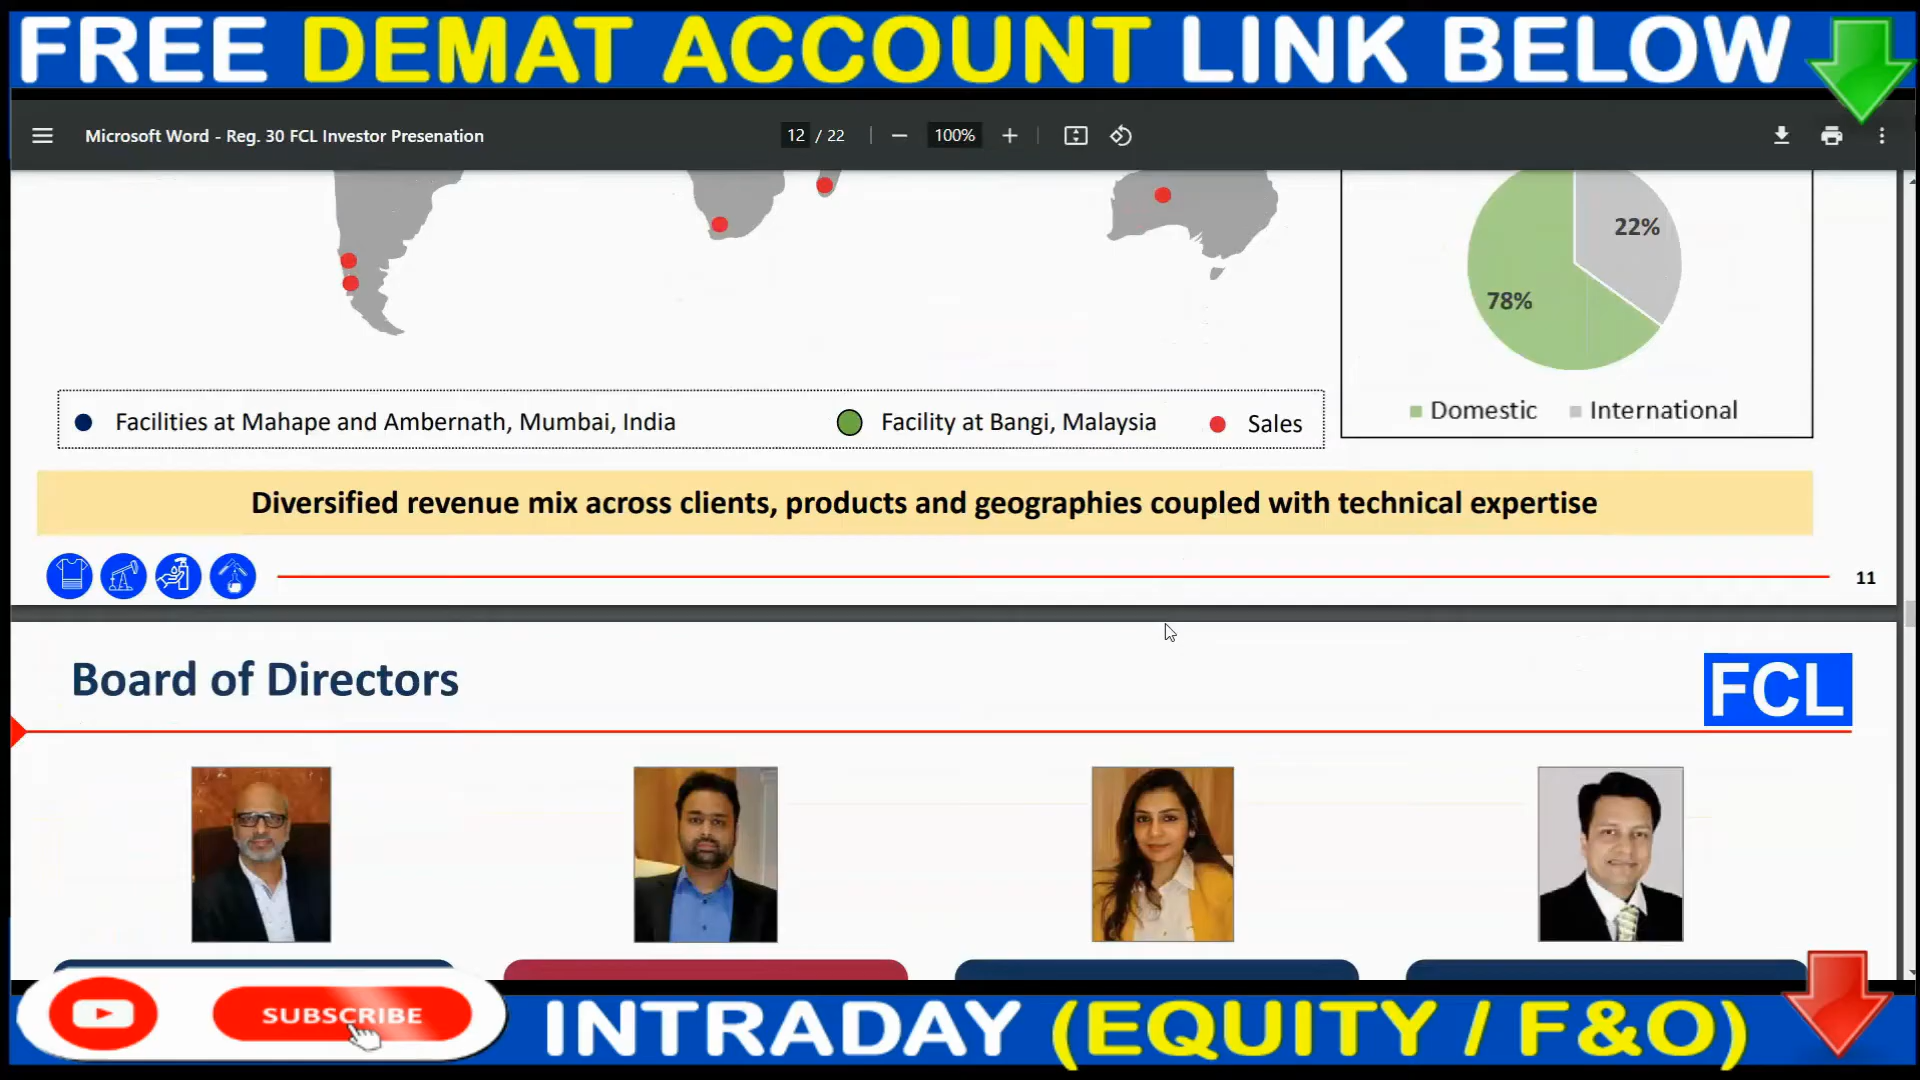 FREE DEMAT ACCOUNT LINK BELOW
Microsoft Word - Reg. 30 FCL Investor Presenation
12 / 22
100%
22%
78%
Domestic International
Facilities at Mahape and Ambernath, Mumbai, India
Facility at Bangi, Malaysia
Sales
Diversified revenue mix across clients, products and geographies coupled with technical expertise
11
Board of Directors
FCL
SUBSCRIBE
INTRADAY (EQUITY / F&O)